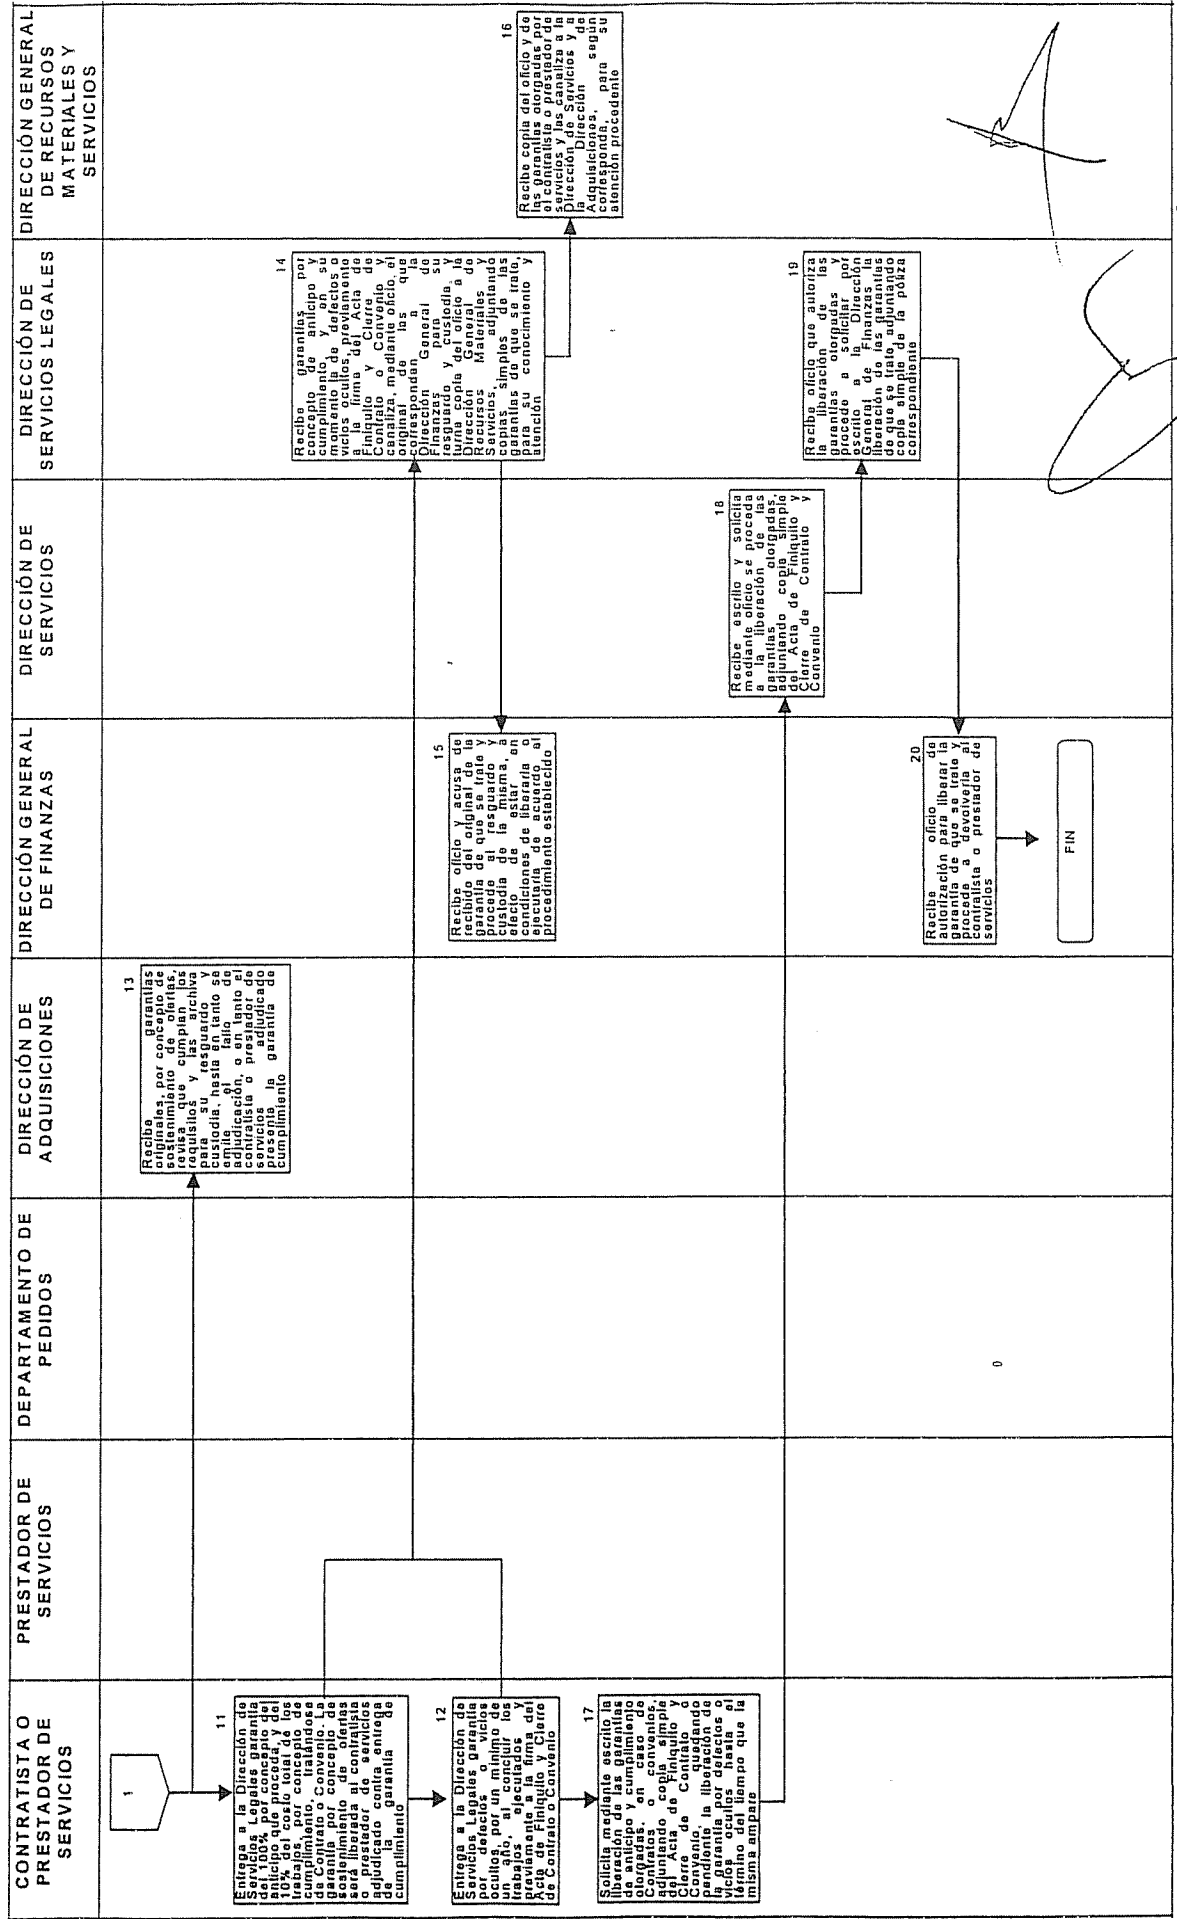 CONTRATISTA O
PRESTADOR DE
SERVICIOS
PRESTADOR DE
SERVICIOS
DEPARTAMENTO DE
PEDIDOS
DIRECCIÓN DE
ADQUISICIONES
DIRECCIÓN GENERAL
DE FINANZAS
DIRECCIÓN DE
SERVICIOS
DIRECCIÓN DE
SERVICIOS LEGALES
DIRECCIÓN GENERAL
DE RECURSOS
MATERIALES Y
SERVICIOS
1
11
Entrega a la Dirección de
Servicios Legales garantía
del 100% por concepto del
anticipo que proceda, y del
10% del costo total de los
trabajos por concepto de
cumplimiento, tratándose
de Contrato o Convenio. La
garantía por concepto de
sostenimiento de ofertas
será liberada al contratista
o prestador de servicios
adjudicado contra entrega
de la garantía de
cumplimiento
12
Entrega a la Dirección de
Servicios Legales garantía
por defectos o vicios
ocultos, por un mínimo de
un año, al concluir los
trabajos ejecutados y
previamente a la firma del
Acta de Finiquito y Cierre
de Contrato o Convenio
17
Solicita mediante escrito la
liberación de las garantías
de anticipo y cumplimiento
otorgadas, en caso de
Contratos o convenios,
adjuntando copia simple
del Acta de Finiquito y
Cierre de Contrato o
Convenio, quedando
pendiente la liberación de
la garantía por defectos o
vicios ocultos hasta el
término del tiempo que la
misma ampare
13
Recibe garantías
originales, por concepto de
sostenimiento de ofertas,
revisa que cumplan los
requisitos y las archiva
para su resguardo y
custodia, hasta en tanto se
emite el fallo de
adjudicación, o en tanto el
contratista o prestador de
servicios adjudicado
presenta la garantía de
cumplimiento
15
Recibe oficio y acusa de
recibido del original de la
garantía de que se trate y
procede al resguardo y
custodia de la misma, a
efecto de estar en
condiciones de liberarla o
ejecutarla de acuerdo al
procedimiento establecido
20
Recibe oficio de
autorización para liberar la
garantía de que se trate y
procede a devolverla al
contratista o prestador de
servicios
FIN
18
Recibe escrito y solicita
mediante oficio se proceda
a la liberación de las
garantías otorgadas,
adjuntando copia simple
del Acta de Finiquito y
Cierre de Contrato y
Convenio
14
Recibe garantías por
concepto de anticipo y
cumplimiento y en su
momento la de defectos o
vicios ocultos, previamente
a la firma del Acta de
Finiquito y Cierre de
Contrato o Convenio y
canaliza, mediante oficio, el
original de las que
correspondan a la
Dirección General de
Finanzas para su
resguardo y custodia, y
turna copia del oficio a la
Dirección General de
Recursos Materiales y
Servicios, adjuntando
copias simples de las
garantías de que se trata,
para su conocimiento y
atención
19
Recibe oficio que autoriza
la liberación de las
garantías otorgadas y
procede a solicitar por
escrito a la Dirección
General de Finanzas la
liberación de las garantías
de que se trate, adjuntando
copia simple de la póliza
correspondiente
16
Recibe copia del oficio y de
las garantías otorgadas por
el contratista o prestador de
servicios y las canaliza a la
Dirección de Servicios y a
la Dirección de
Adquisiciones, según
corresponda, para su
atención procedente